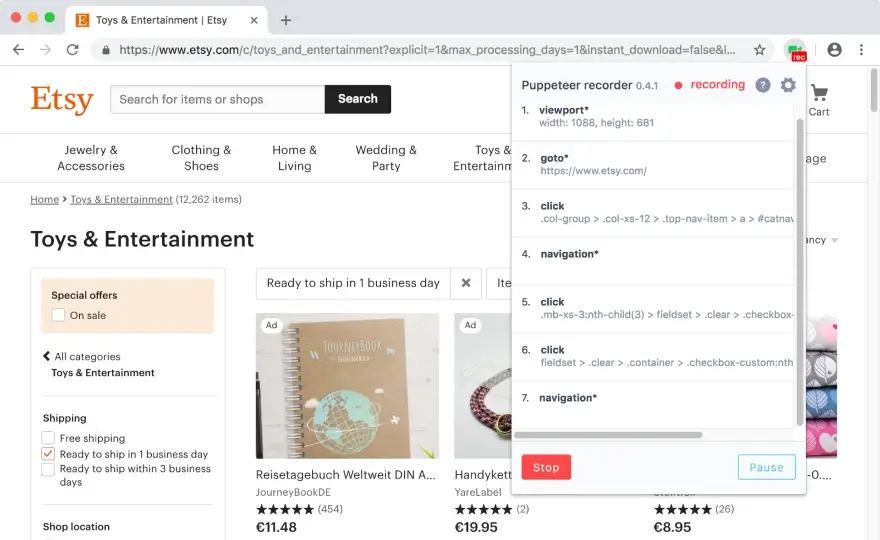 Toys & Entertainment | Etsy
https://www.etsy.com/c/toys_and_entertainment?explicit=1&max_processing_days=1&instant_download=false&l...
rec
Etsy
Search for items or shops
Search
Cart
Jewelry & Accessories
Clothing & Shoes
Home & Living
Wedding & Party
Toys &
Home > Toys & Entertainment (12,262 items)
Toys & Entertainment
Special offers
On sale
All categories
Toys & Entertainment
Shipping
Free shipping
Ready to ship in 1 business day
Ready to ship within 3 business
days
Shop location
Ready to ship in 1 business day
Ad
JOURNEYBOOK
Reisetagebuch Weltweit DIN A...
JourneyBookDE
(454)
€11.48
Ad
YareLabel
(2)
€19.95
(26)
€8.95
Puppeteer recorder 0.4.1
recording
?
1. viewport*
width: 1088, height: 681
2. goto*
https://www.etsy.com/
3. click
.col-group > .col-xs-12 > .top-nav-item > a > #catnav
4. navigation*
5. click
.mb-xs-3:nth-child(3) > fieldset > .clear > .checkbox-
6. click
fieldset > .clear > .container > .checkbox-custom:nth
7. navigation*
Stop
Pause